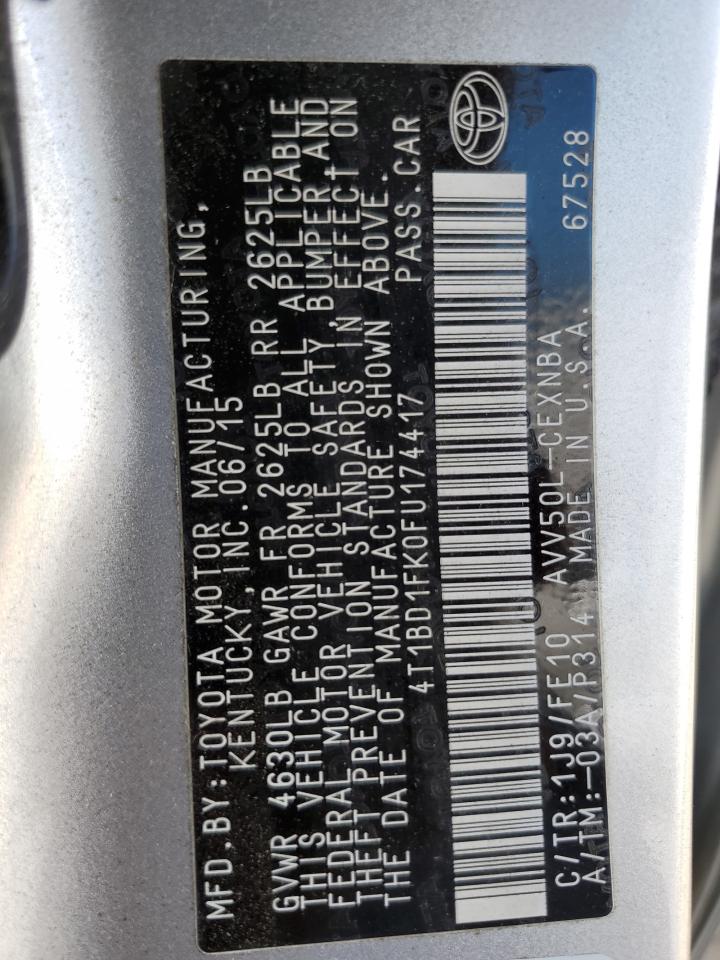 MFD.BY:TOYOTA MOTOR MANUFACTURING,
KENTUCKY, INC.06/15
GVWR 4630LB GAWR FR 2625LB RR 2625LB
THIS VEHICLE CONFORMS TO ALL APPLICABLE
FEDERAL MOTOR VEHICLE SAFETY, BUMPER, AND
THEFT PREVENTION STANDARDS IN EFFECT ON
THE DATE OF MANUFACTURE SHOWN ABOVE.
4T1BD1FK0FU174417 PASS.CAR
C/TR:1J9/FE10 AVV50L-CEXNBA
A/TM:-03A/P314 MADE IN U.S.A. 67528